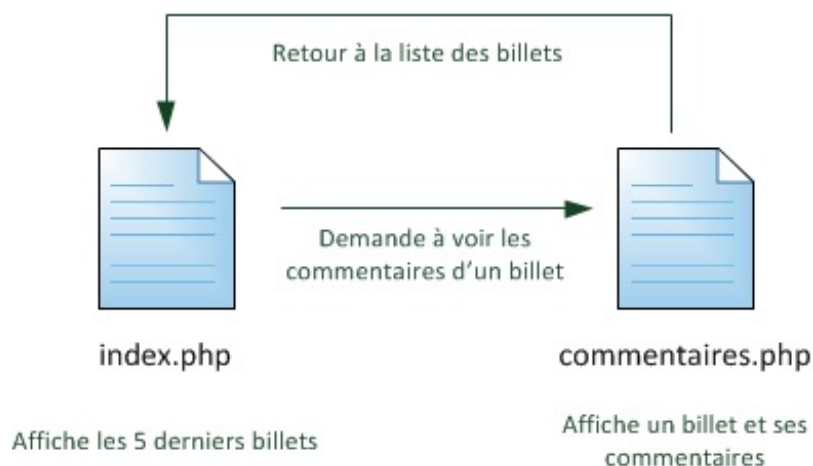 Retour à la liste des billets
Demande à voir les
commentaires d'un billet
index.php
commentaires.php
Affiche les 5 derniers billets
Affiche un billet et ses
commentaires